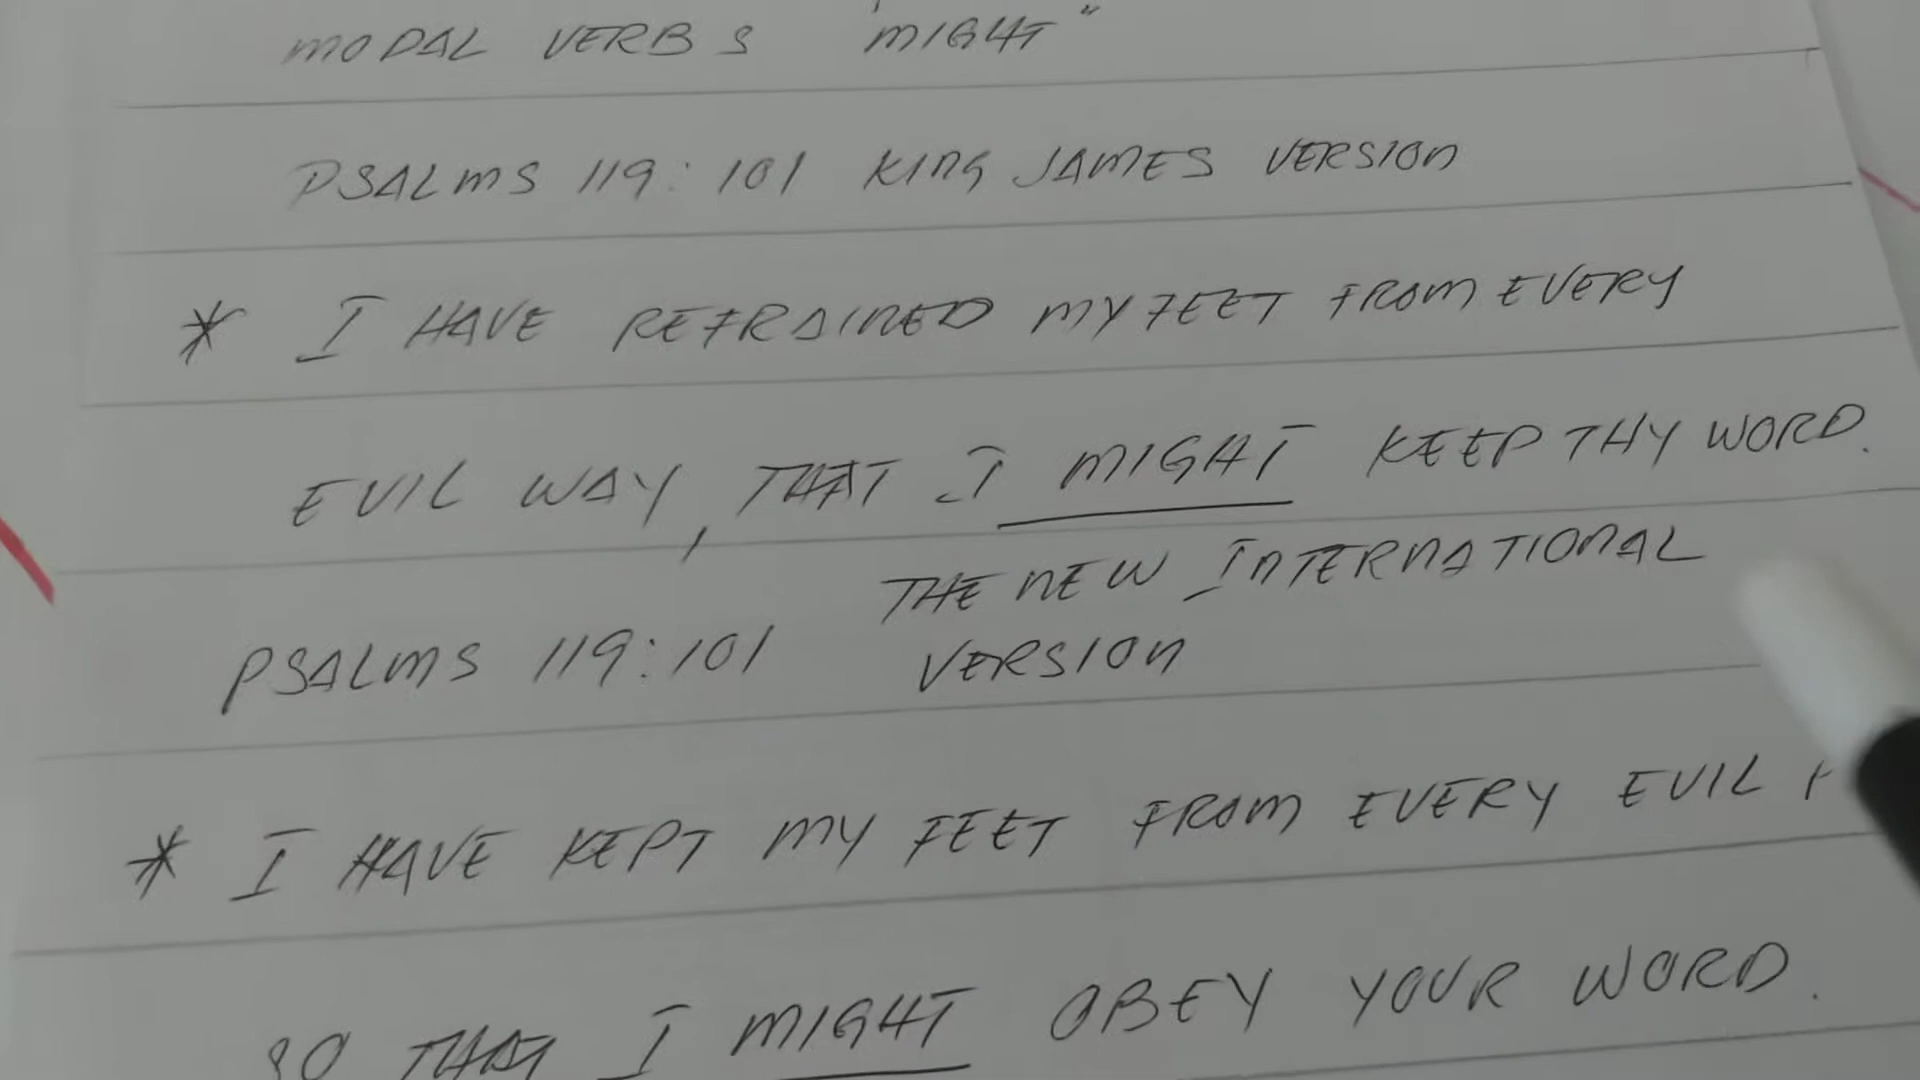 MODAL VERBS "MIGHT"
PSALMS 119:101 KING JAMES VERSION
* I HAVE REFRAINED MY FEET FROM EVERY
EVIL WAY, THAT I MIGHT KEEP THY WORD.
PSALMS 119:101 THE NEW INTERNATIONAL
VERSION
* I HAVE KEPT MY FEET FROM EVERY EVIL
SO THAT I MIGHT OBEY YOUR WORD.